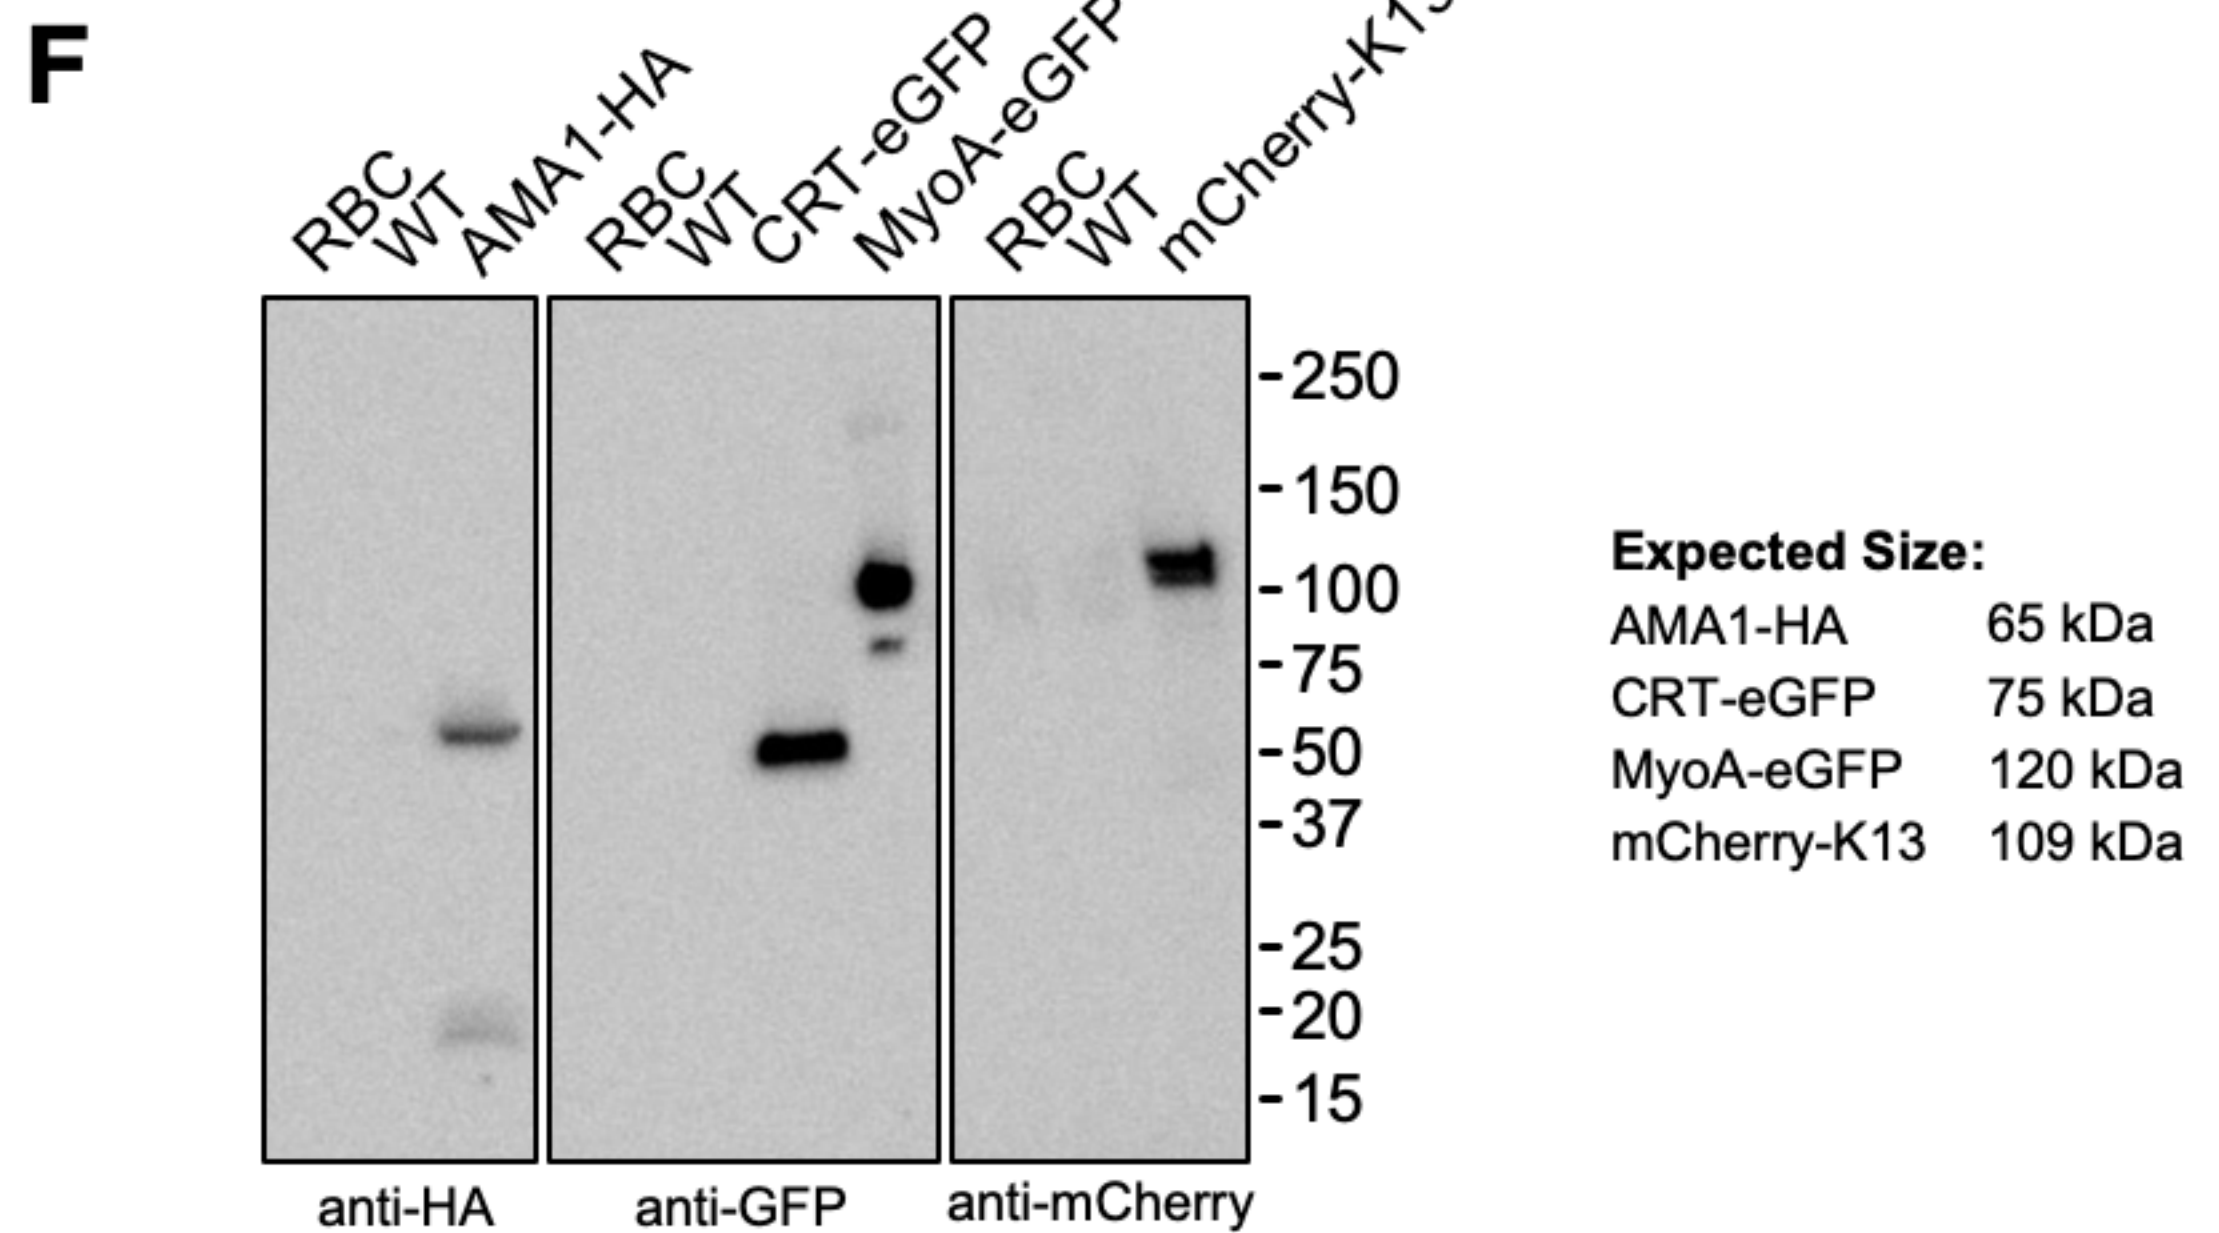 F
RBC
WT
AMA1-HA
RBC
WT
CRT-eGFP
MyoA-eGFP
RBC
WT
mCherry-K13
-250
-150
-100
-75
-50
-37
-25
-20
-15
Expected Size:
AMA1-HA 65 kDa
CRT-eGFP 75 kDa
MyoA-eGFP 120 kDa
mCherry-K13 109 kDa
anti-HA
anti-GFP
anti-mCherry